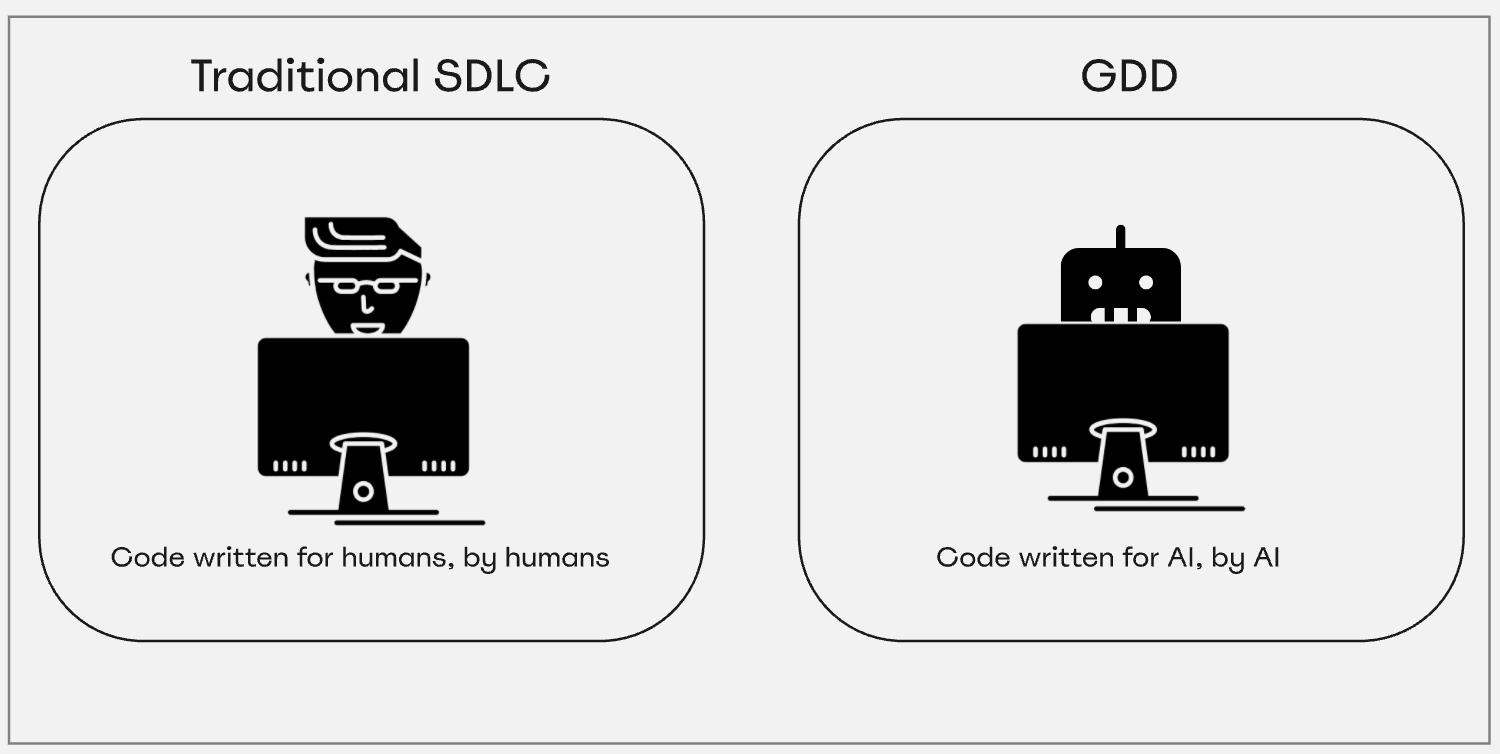 Traditional SDLC
GDD
Code written for humans, by humans
Code written for AI, by AI